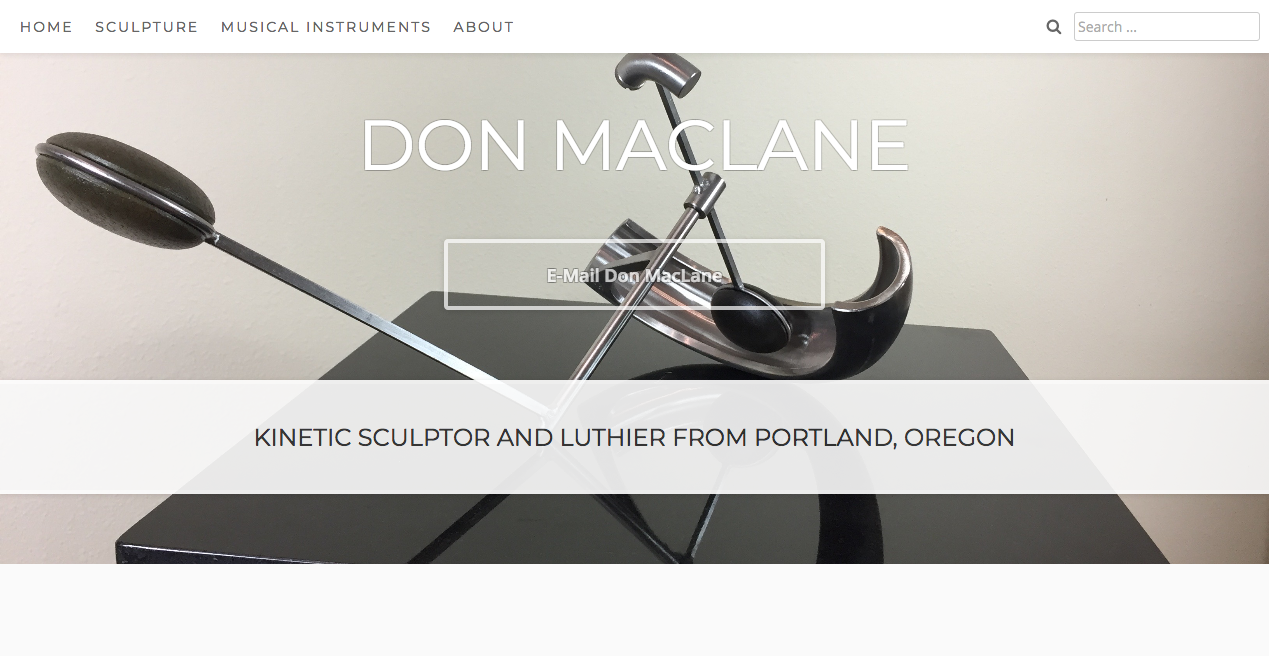 HOME SCULPTURE MUSICAL INSTRUMENTS ABOUT Search ...
DON MACLANE
E-Mail Don MacLane
KINETIC SCULPTOR AND LUTHIER FROM PORTLAND, OREGON